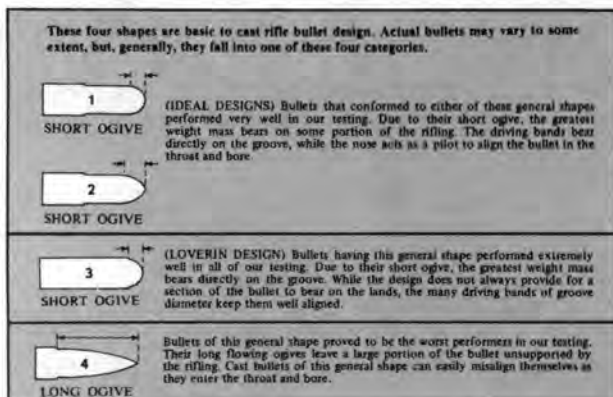 These four shapes are basic to cast rifle bullet design. Actual bullets may vary to some
extent, but, generally, they fall into one of these four categories.
1
SHORT OGIVE
(IDEAL DESIGNS) Bullets that conformed to either of these general shapes
performed very well in our testing. Due to their short ogive, the greatest
weight mass bears on some portion of the rifling. The driving bands bear
directly on the groove, while the nose acts as a pilot to align the bullet in the
throat and bore.
2
SHORT OGIVE
3
SHORT OGIVE
(LOVERIN DESIGN) Bullets having this general shape performed extremely
well in all of our testing. Due to their short ogive, the greatest weight mass
bears directly on the groove. While the design does not always provide for a
section of the bullet to bear on the lands, the many driving bands of groove
diameter keep them well aligned.
4
LONG OGIVE
Bullets of this general shape proved to be the worst performers in our testing.
Their long flowing ogives leave a large portion of the bullet unsupported by
the rifling. Cast bullets of this general shape can easily misalign themselves as
they enter the throat and bore.